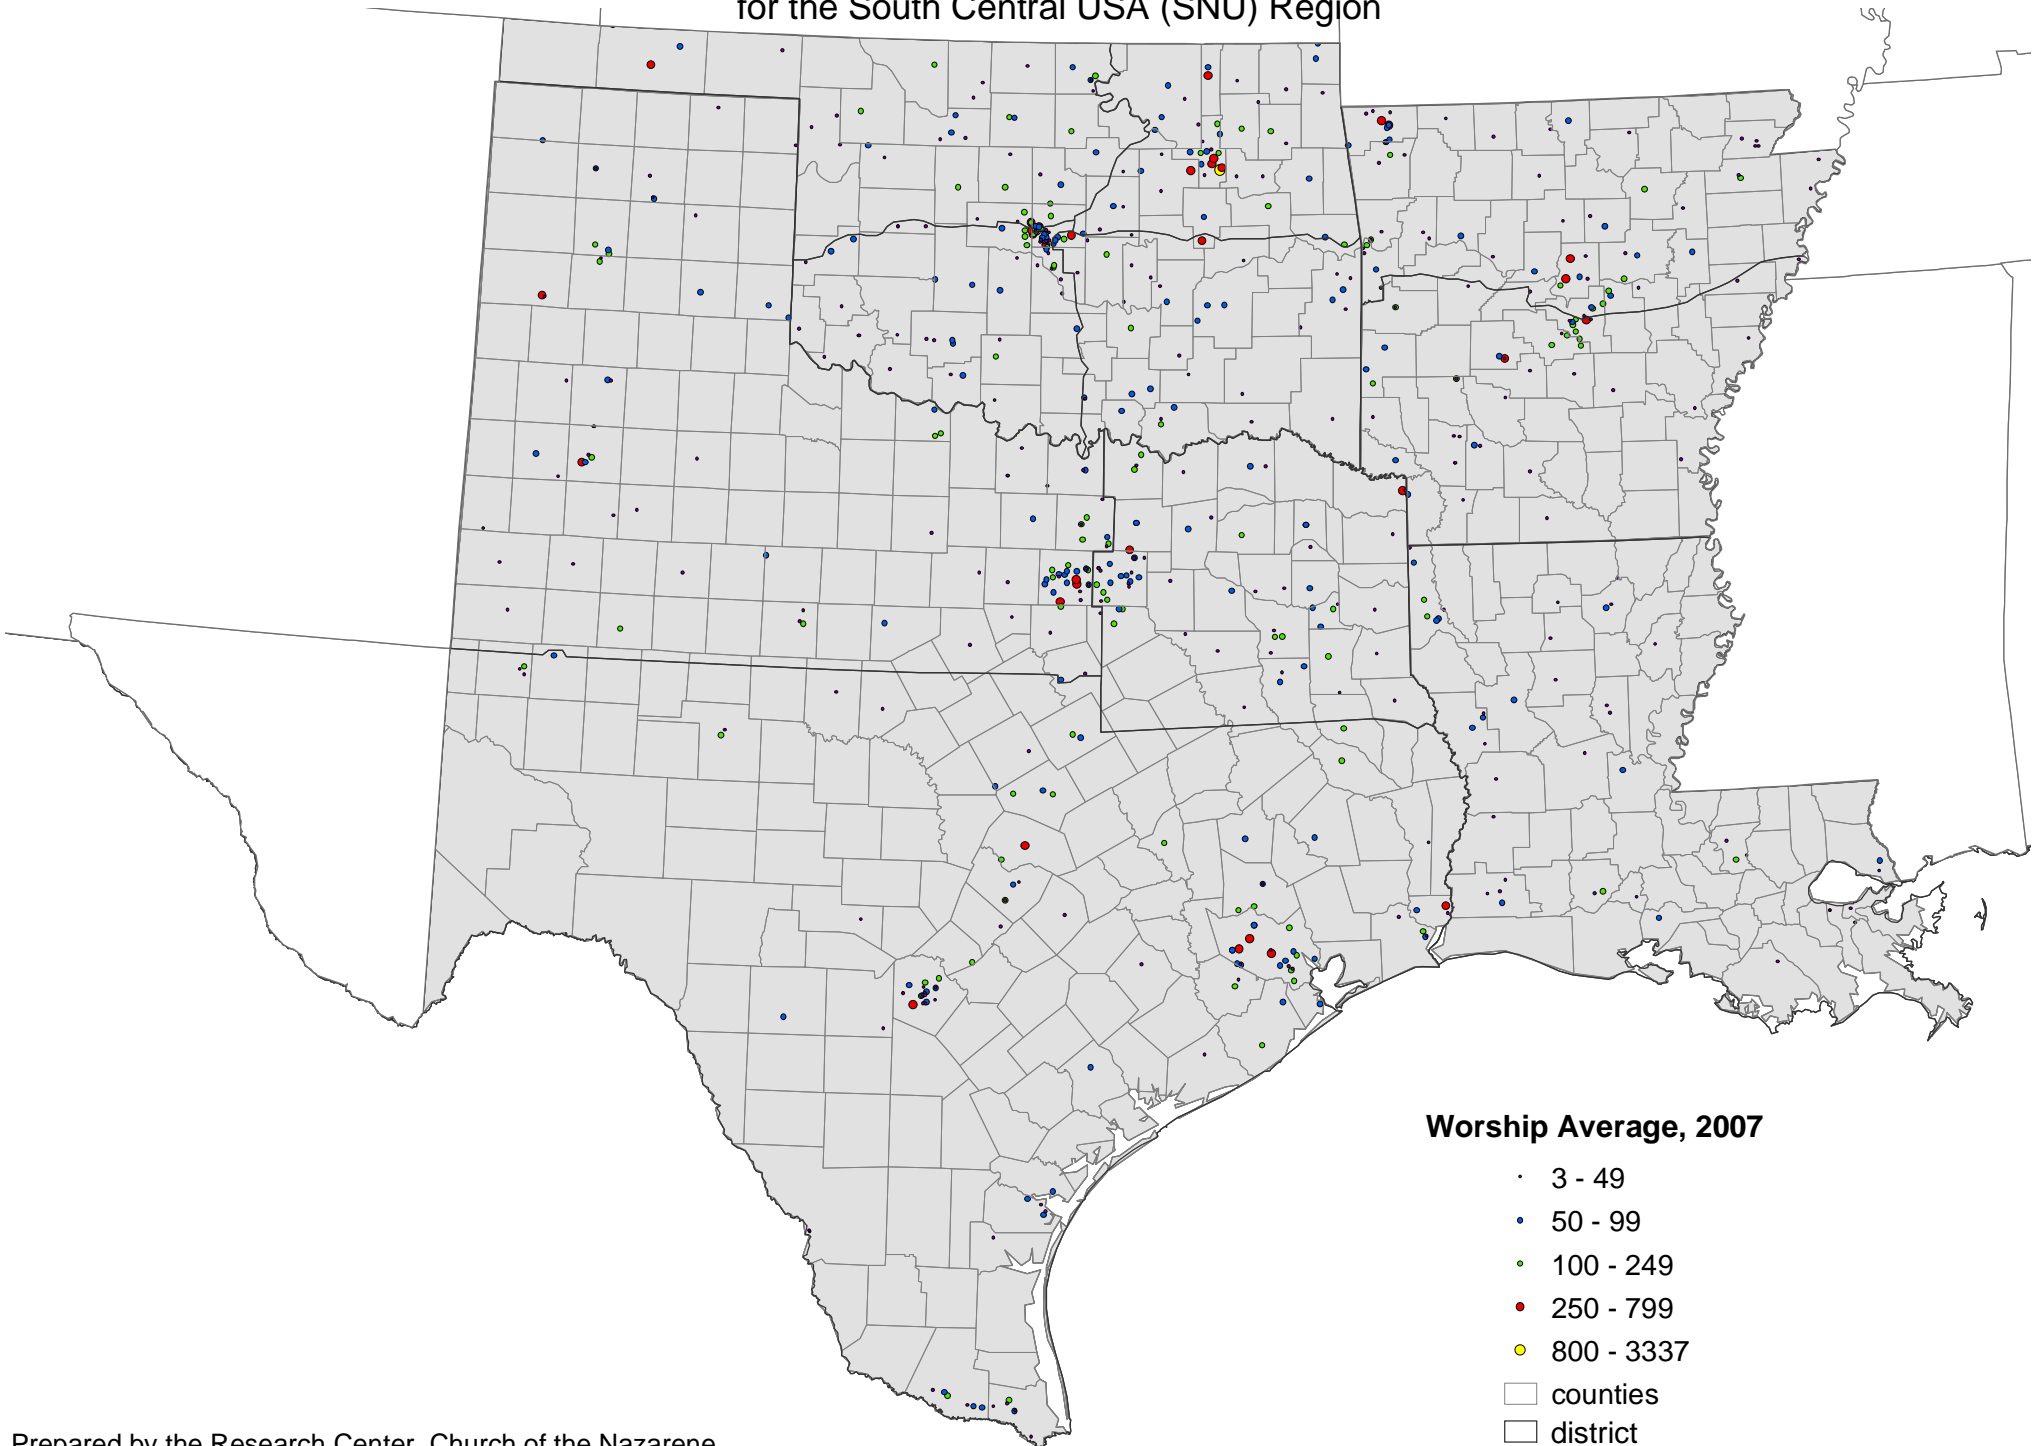 for the South Central USA (SNU) Region
Worship Average, 2007
3 - 49
50 - 99
100 - 249
250 - 799
800 - 3337
counties
district
Prepared by the Research Center, Church of the Nazarene